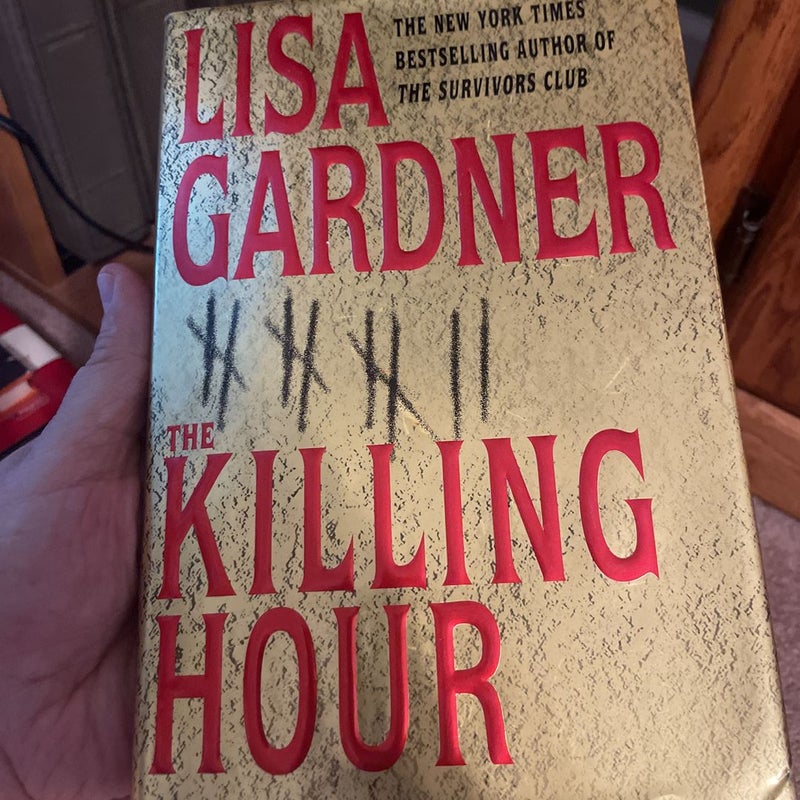 LISA
GARDNER
THE NEW YORK TIMES
BESTSELLING AUTHOR OF
THE SURVIVORS CLUB
THE
KILLING
HOUR